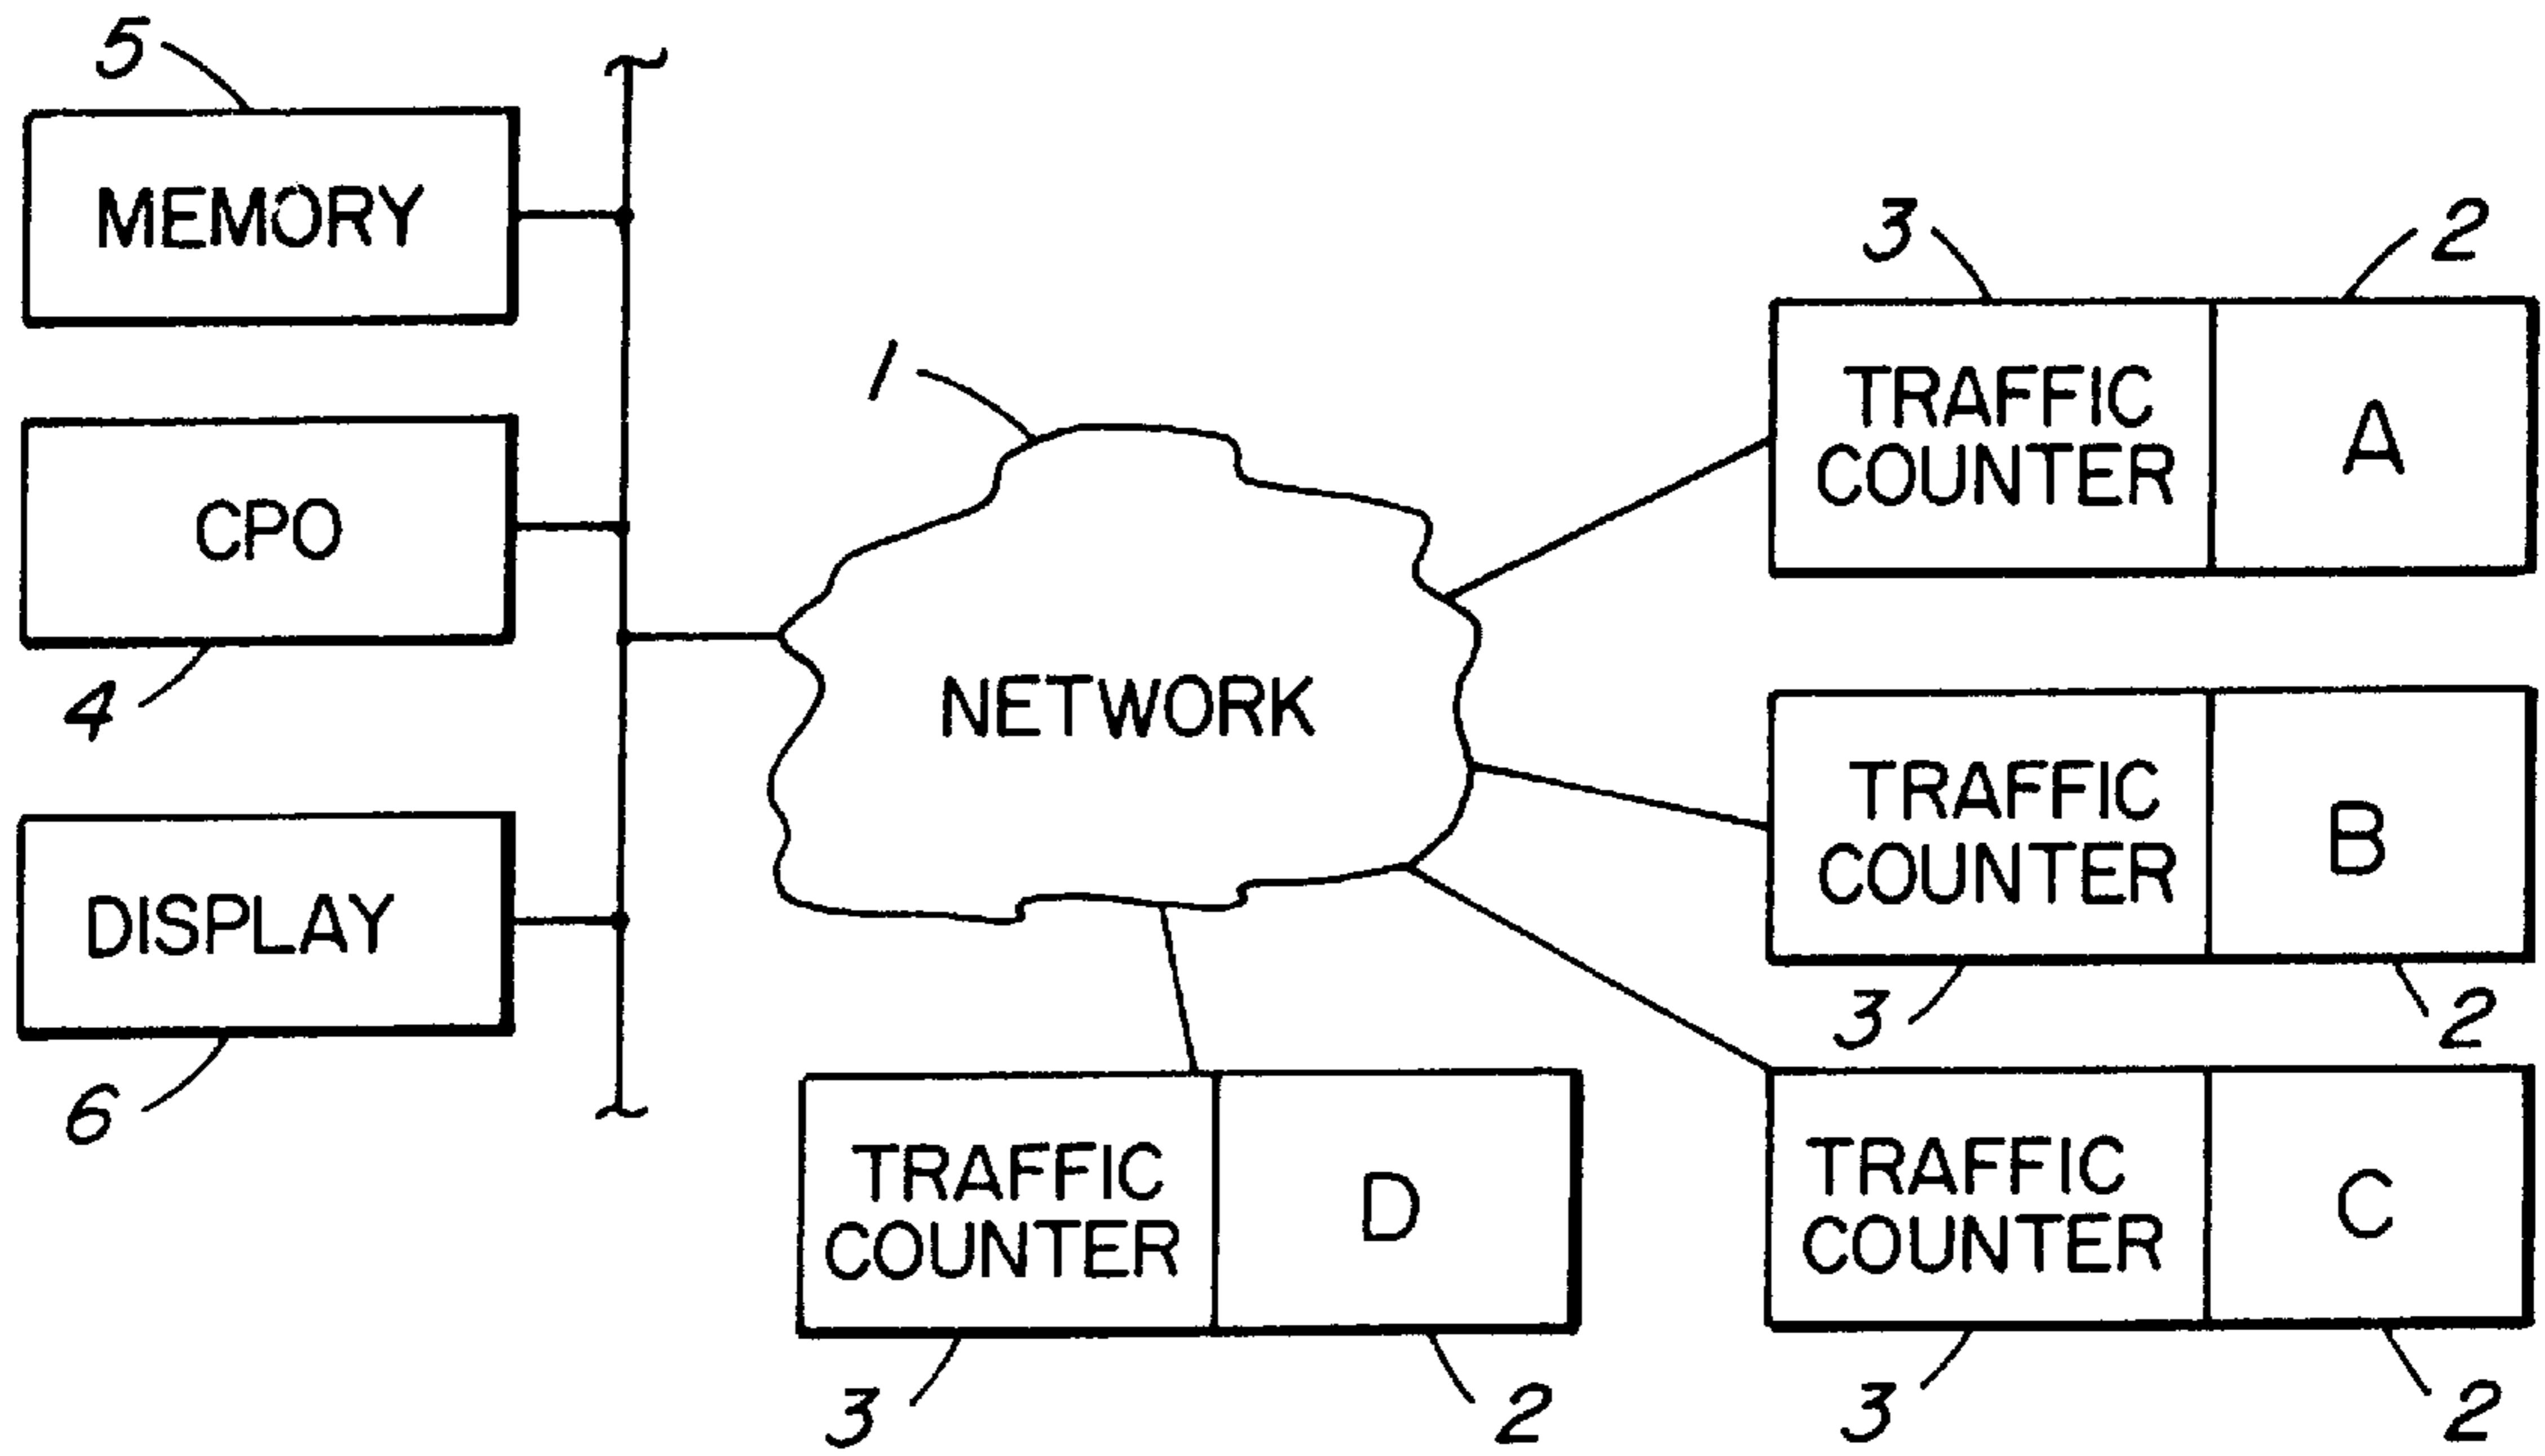 5
MEMORY
CPO
4
DISPLAY
6
1
NETWORK
3 2
TRAFFIC
COUNTER
A
TRAFFIC
COUNTER
B
3 2
TRAFFIC
COUNTER
C
3 2
TRAFFIC
COUNTER
D
3 2